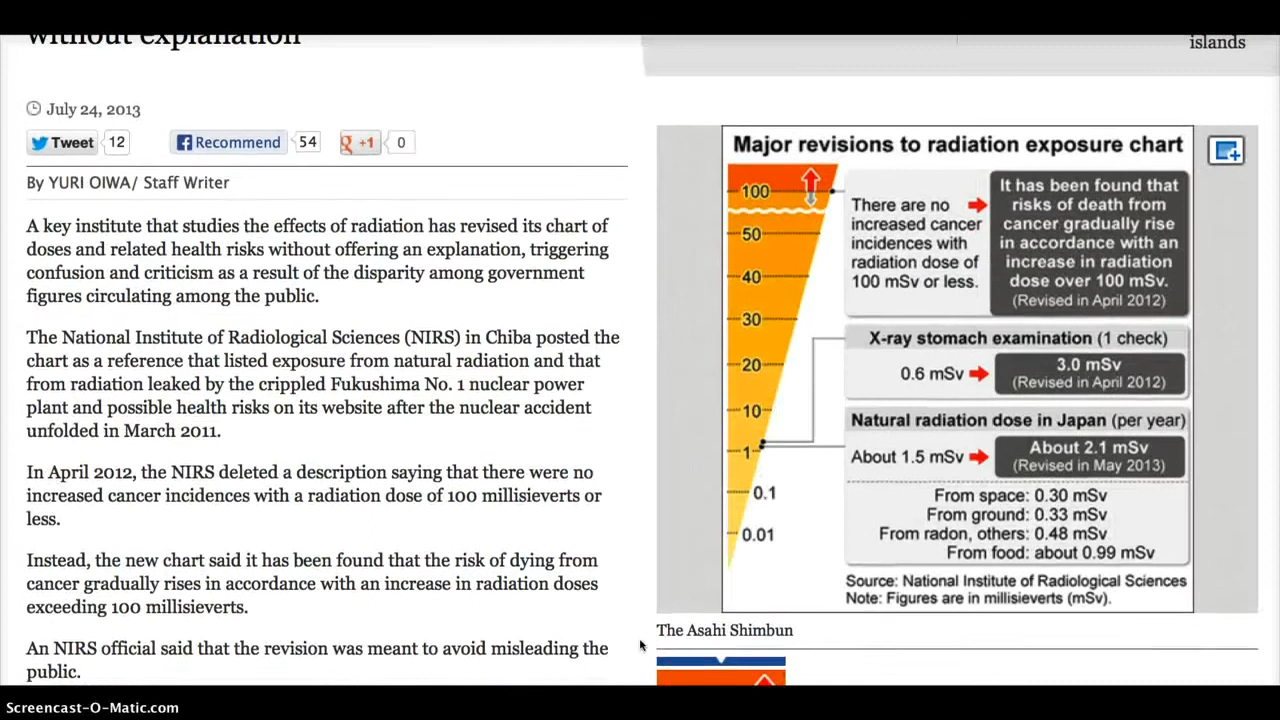 without explanation
islands
July 24, 2013
Tweet 12
Recommend 54
+1 0
By YURI OIWA/ Staff Writer
A key institute that studies the effects of radiation has revised its chart of
doses and related health risks without offering an explanation, triggering
confusion and criticism as a result of the disparity among government
figures circulating among the public.
The National Institute of Radiological Sciences (NIRS) in Chiba posted the
chart as a reference that listed exposure from natural radiation and that
from radiation leaked by the crippled Fukushima No. 1 nuclear power
plant and possible health risks on its website after the nuclear accident
unfolded in March 2011.
In April 2012, the NIRS deleted a description saying that there were no
increased cancer incidences with a radiation dose of 100 millisieverts or
less.
Instead, the new chart said it has been found that the risk of dying from
cancer gradually rises in accordance with an increase in radiation doses
exceeding 100 millisieverts.
An NIRS official said that the revision was meant to avoid misleading the
public.
Major revisions to radiation exposure chart
100
50
40
30
20
10
1
0.1
0.01
There are no
increased cancer
incidences with
radiation dose of
100 mSv or less.
It has been found that
risks of death from
cancer gradually rise
in accordance with an
increase in radiation
dose over 100 mSv.
(Revised in April 2012)
X-ray stomach examination (1 check)
0.6 mSv
3.0 mSv
(Revised in April 2012)
Natural radiation dose in Japan (per year)
About 1.5 mSv
About 2.1 mSv
(Revised in May 2013)
From space: 0.30 mSv
From ground: 0.33 mSv
From radon, others: 0.48 mSv
From food: about 0.99 mSv
Source: National Institute of Radiological Sciences
Note: Figures are in millisieverts (mSv).
The Asahi Shimbun
Screencast-O-Matic.com